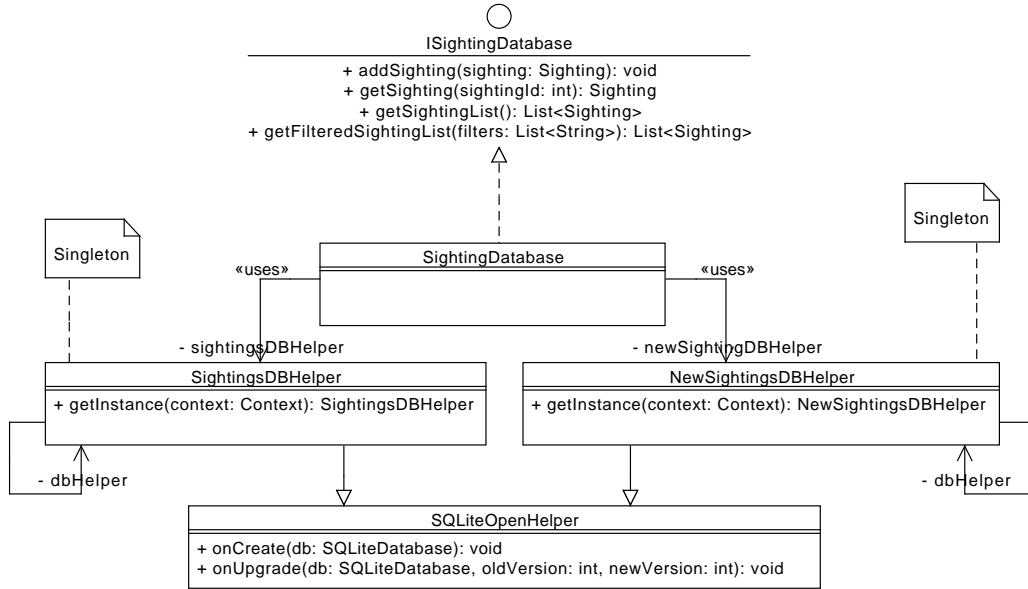 ISightingDatabase
+ addSighting(sighting: Sighting): void
+ getSighting(sightingId: int): Sighting
+ getSightingList(): List<Sighting>
+ getFilteredSightingList(filters: List<String>): List<Sighting>
Singleton
Singleton
SightingDatabase
«uses»
«uses»
- sightingsDBHelper
- newSightingDBHelper
SightingsDBHelper
+ getInstance(context: Context): SightingsDBHelper
NewSightingsDBHelper
+ getInstance(context: Context): NewSightingsDBHelper
- dbHelper
- dbHelper
SQLiteOpenHelper
+ onCreate(db: SQLiteDatabase): void
+ onUpgrade(db: SQLiteDatabase, oldVersion: int, newVersion: int): void